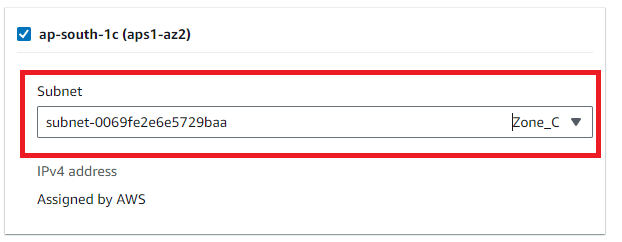 ap-south-1c (aps1-az2)
Subnet
subnet-0069fe2e6e5729baa Zone_C
IPv4 address
Assigned by AWS